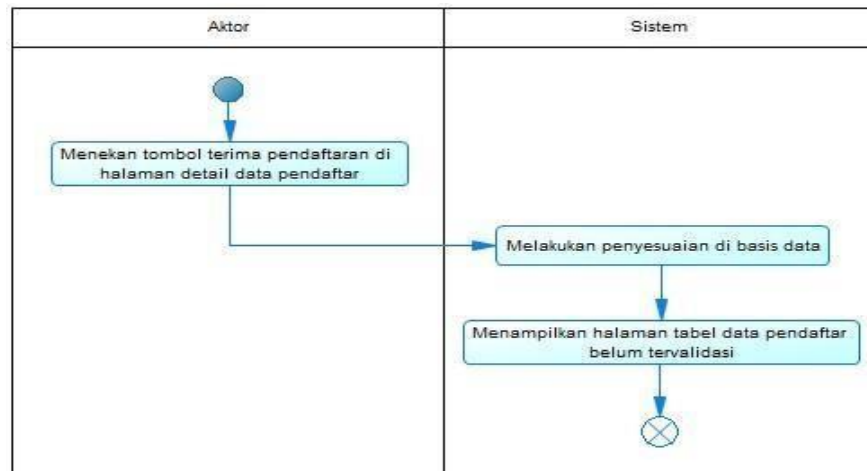 Aktor
Sistem
Menekan tombol terima pendaftaran di
halaman detail data pendaftar
Melakukan penyesuaian di basis data
Menampilkan halaman tabel data pendaftar
belum tervalidasi